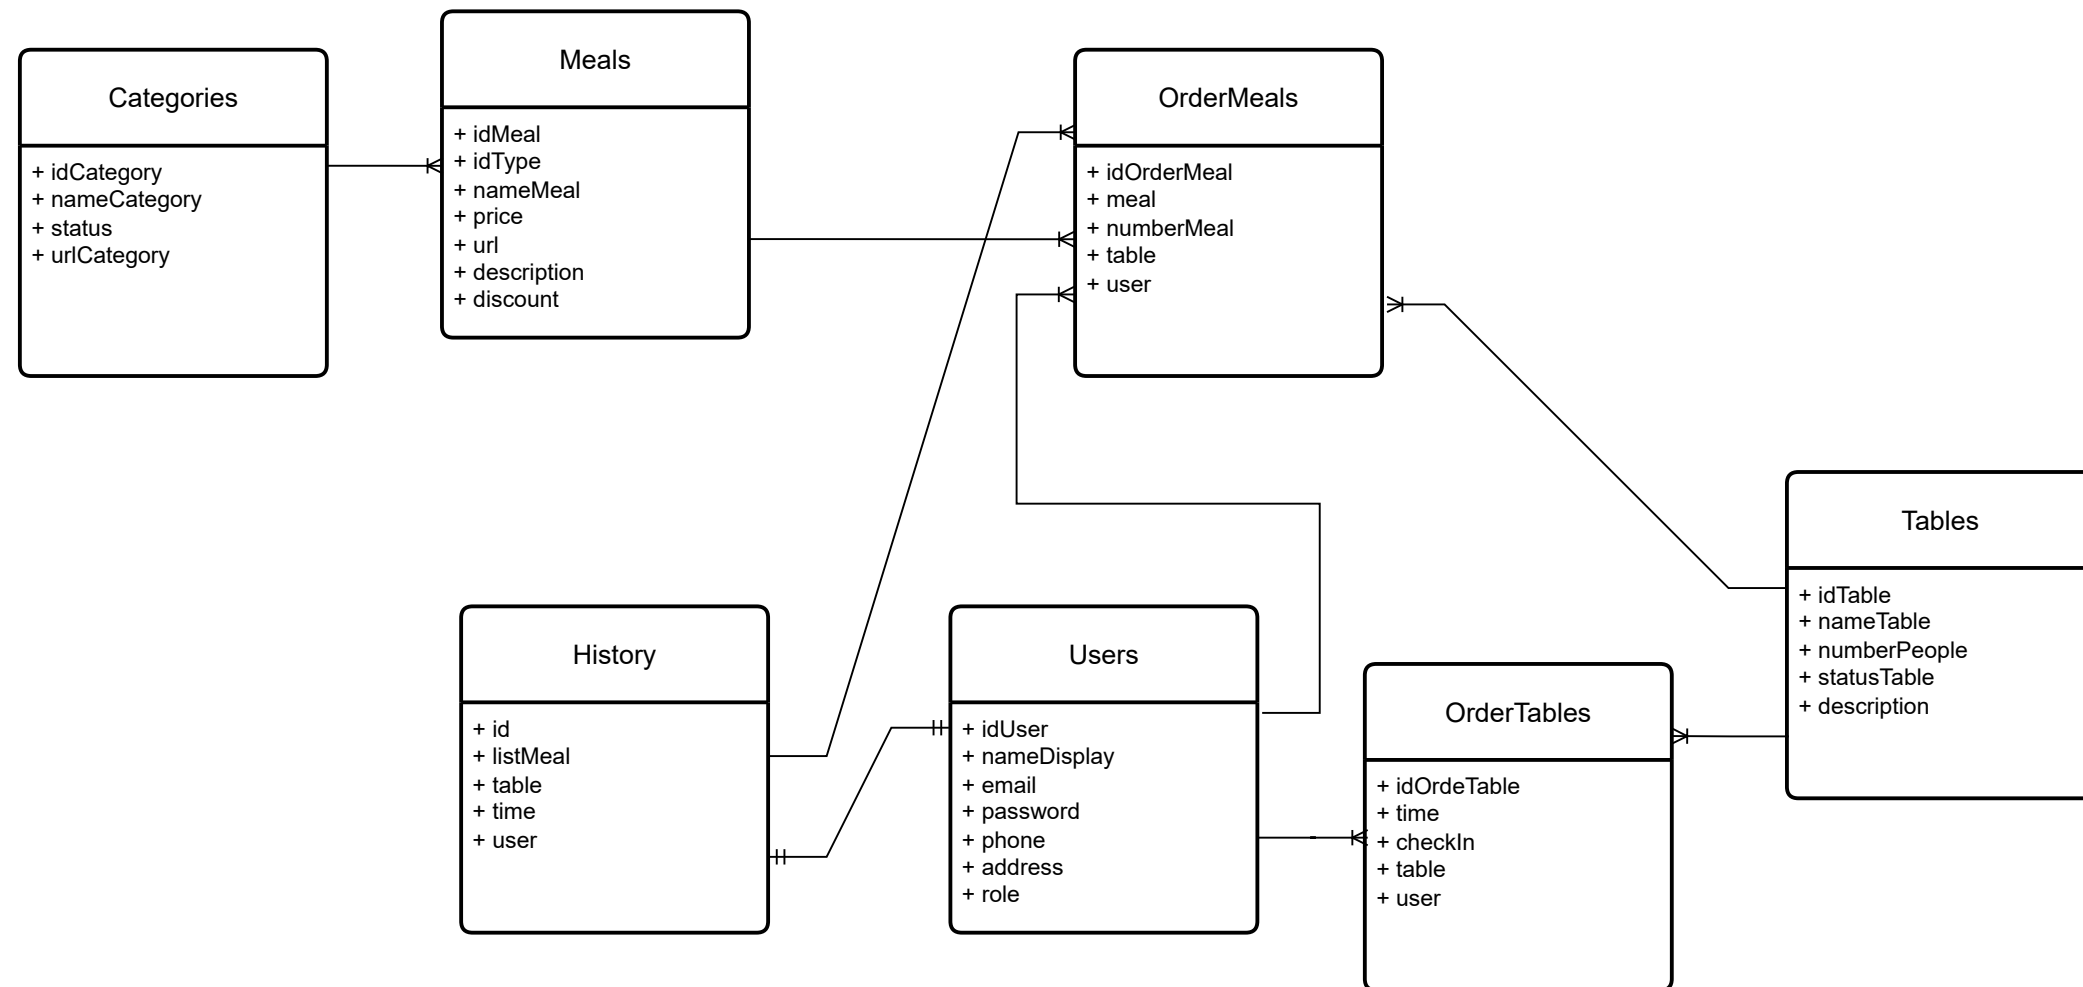 Categories
+ idCategory
+ nameCategory
+ status
+ urlCategory
Meals
+ idMeal
+ idType
+ nameMeal
+ price
+ url
+ description
+ discount
OrderMeals
+ idOrderMeal
+ meal
+ numberMeal
+ table
+ user
History
+ id
+ listMeal
+ table
+ time
+ user
Users
+ idUser
+ nameDisplay
+ email
+ password
+ phone
+ address
+ role
OrderTables
+ idOrdeTable
+ time
+ checkIn
+ table
+ user
Tables
+ idTable
+ nameTable
+ numberPeople
+ statusTable
+ description